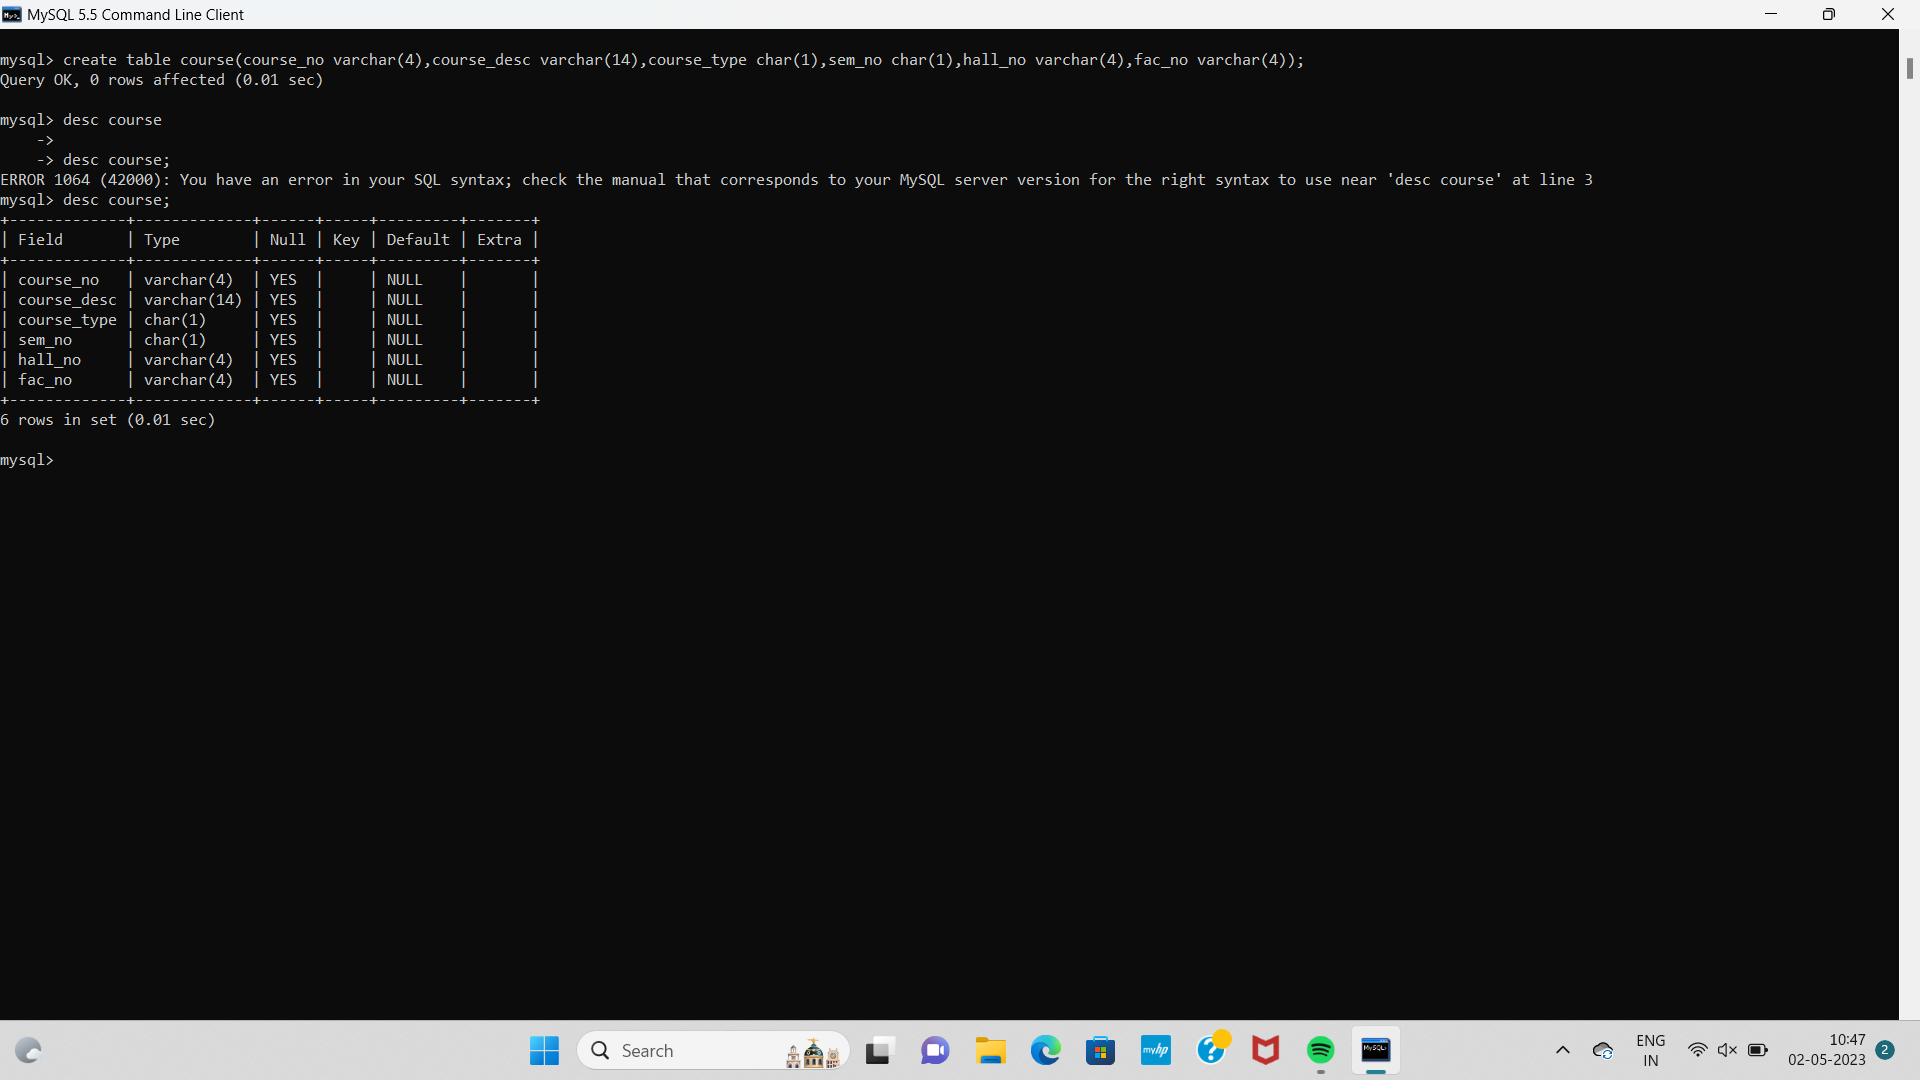 MySQL 5.5 Command Line Client
mysql> create table course(course_no varchar(4),course_desc varchar(14),course_type char(1),sem_no char(1),hall_no varchar(4),fac_no varchar(4));
Query OK, 0 rows affected (0.01 sec)
mysql> desc course
    ->
    -> desc course;
ERROR 1064 (42000): You have an error in your SQL syntax; check the manual that corresponds to your MySQL server version for the right syntax to use near 'desc course' at line 3
mysql> desc course;
+-------------+-------------+------+-----+---------+-------+
| Field       | Type        | Null | Key | Default | Extra |
+-------------+-------------+------+-----+---------+-------+
| course_no   | varchar(4)  | YES  |     | NULL    |       |
| course_desc | varchar(14) | YES  |     | NULL    |       |
| course_type | char(1)     | YES  |     | NULL    |       |
| sem_no      | char(1)     | YES  |     | NULL    |       |
| hall_no     | varchar(4)  | YES  |     | NULL    |       |
| fac_no      | varchar(4)  | YES  |     | NULL    |       |
+-------------+-------------+------+-----+---------+-------+
6 rows in set (0.01 sec)
mysql>
Search
myhp
MySQL
ENG
IN
10:47
02-05-2023
2